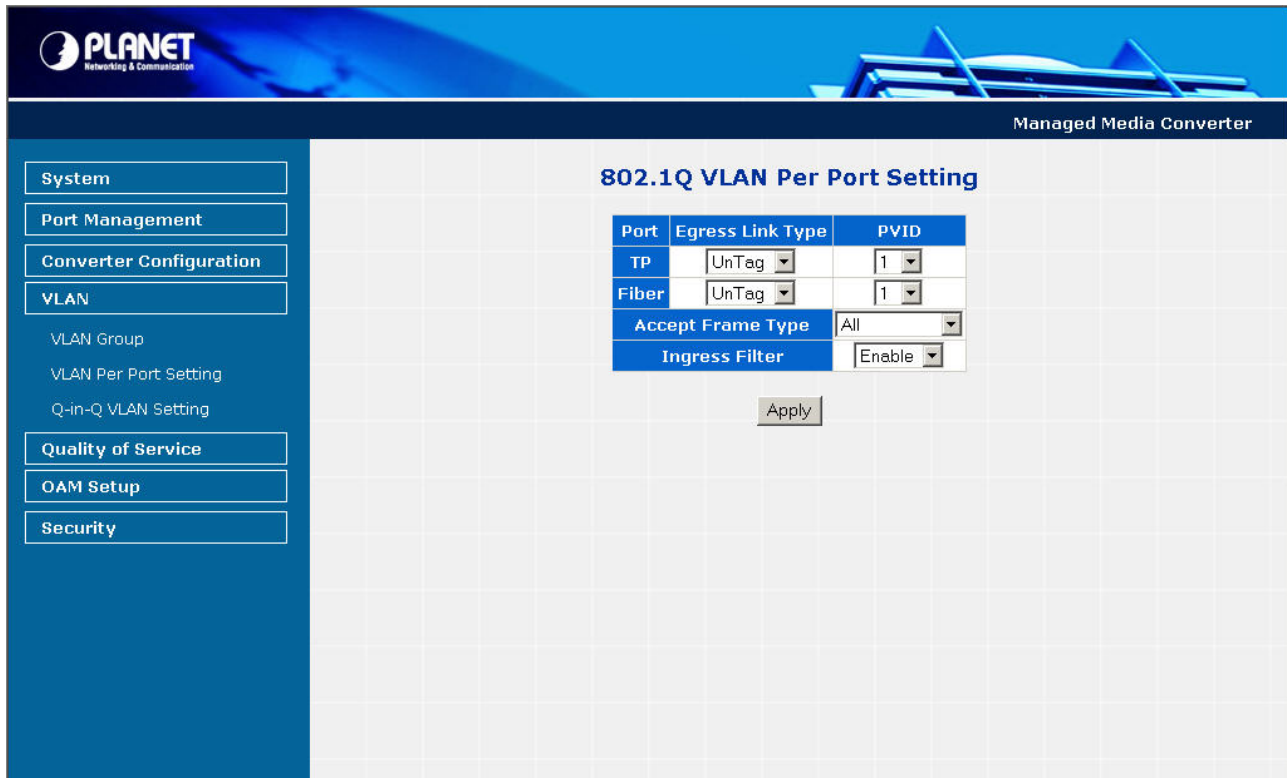 PLANET
Networking & Communication
Managed Media Converter
System
Port Management
Converter Configuration
VLAN
VLAN Group
VLAN Per Port Setting
Q-in-Q VLAN Setting
Quality of Service
OAM Setup
Security
802.1Q VLAN Per Port Setting
Port Egress Link Type PVID
TP UnTag 1
Fiber UnTag 1
Accept Frame Type All
Ingress Filter Enable
Apply